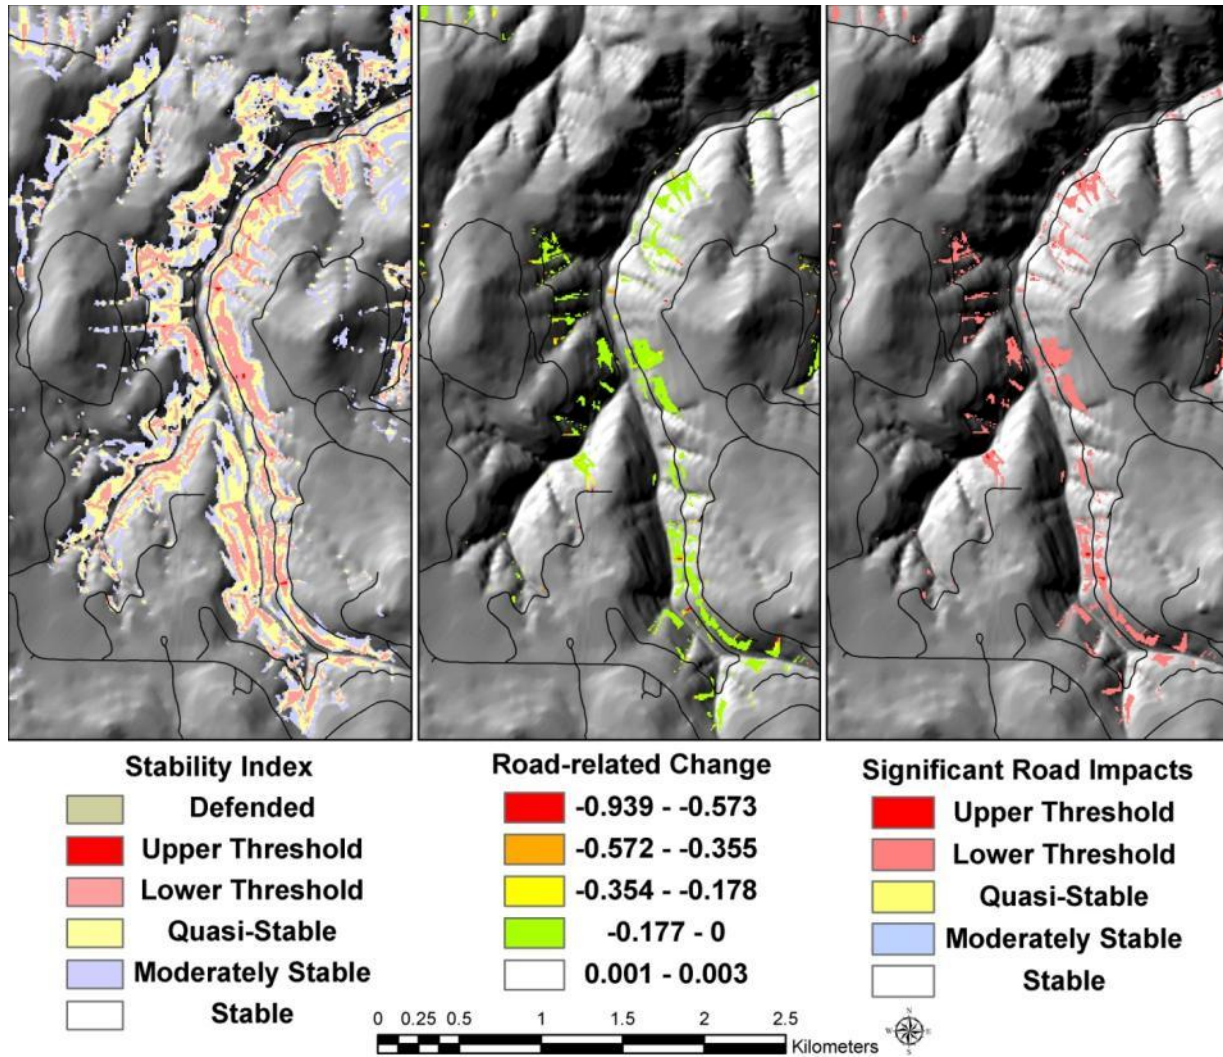 Stability Index
Defended
Upper Threshold
Lower Threshold
Quasi-Stable
Moderately Stable
Stable
Road-related Change
-0.939 - -0.573
-0.572 - -0.355
-0.354 - -0.178
-0.177 - 0
0.001 - 0.003
Significant Road Impacts
Upper Threshold
Lower Threshold
Quasi-Stable
Moderately Stable
Stable
0 0.25 0.5 1 1.5 2 2.5
Kilometers
N
W E
S